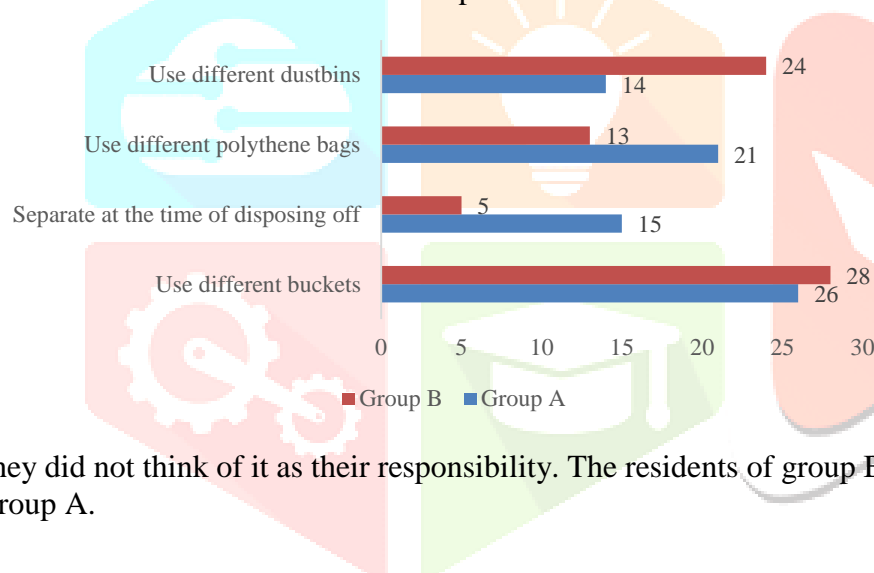 Use different dustbins
24
14
Use different polythene bags
13
21
Separate at the time of disposing off
5
15
Use different buckets
28
26
0 5 10 15 20 25 30
Group B Group A
did not think of it as their responsibility. The residents of group
A.